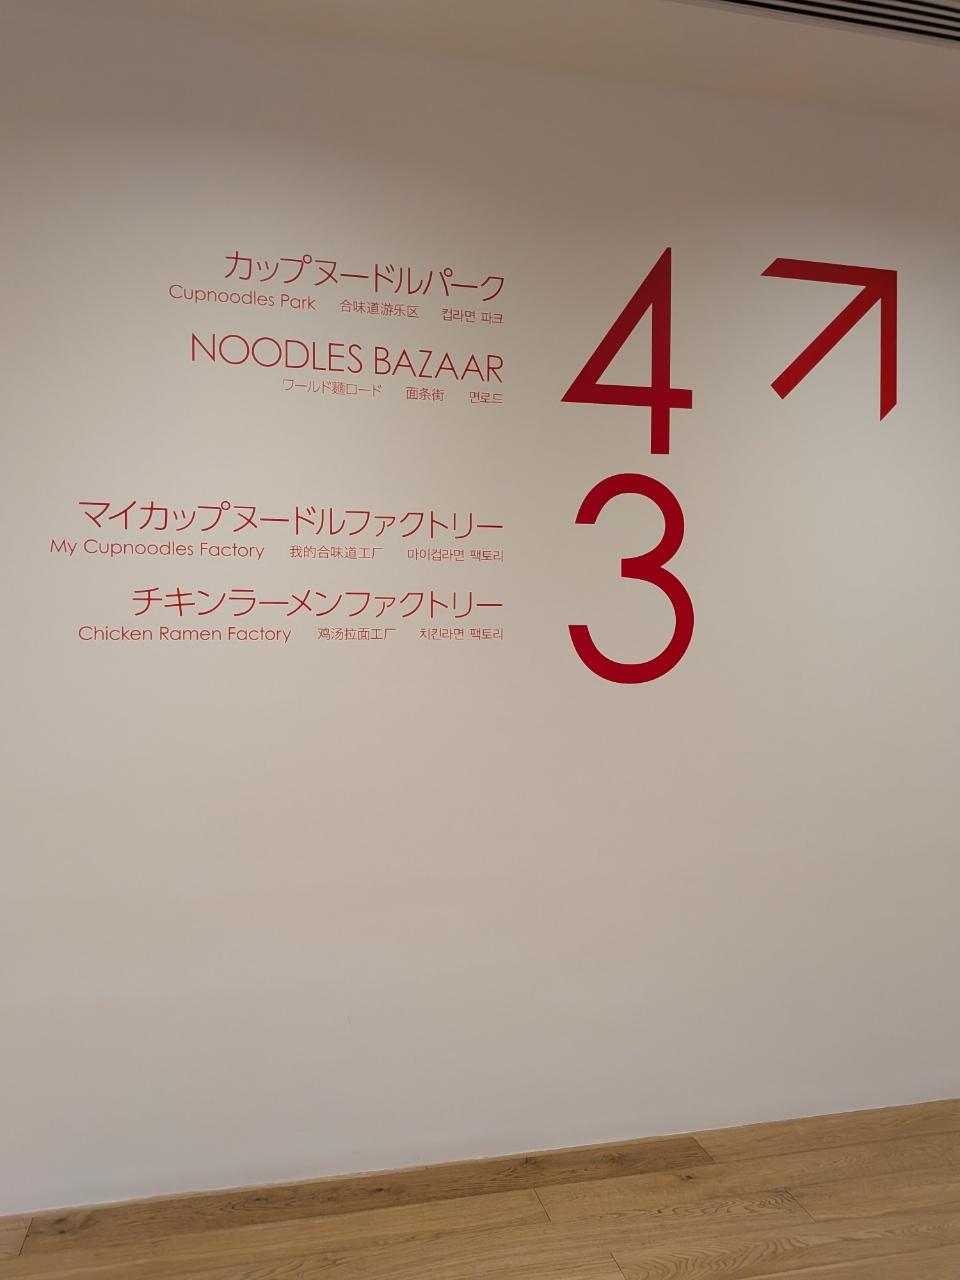 カップヌードルパーク
Cupnoodles Park 合味道游乐区 컵라면 파크
NOODLES BAZAAR
ワールド麺ロード 面条街 면로드
4
マイカップヌードルファクトリー
My Cupnoodles Factory 我的合味道工厂 마이컵라면 팩토리
チキンラーメンファクトリー
Chicken Ramen Factory 鸡汤拉面工厂 치킨라면 팩토리
3